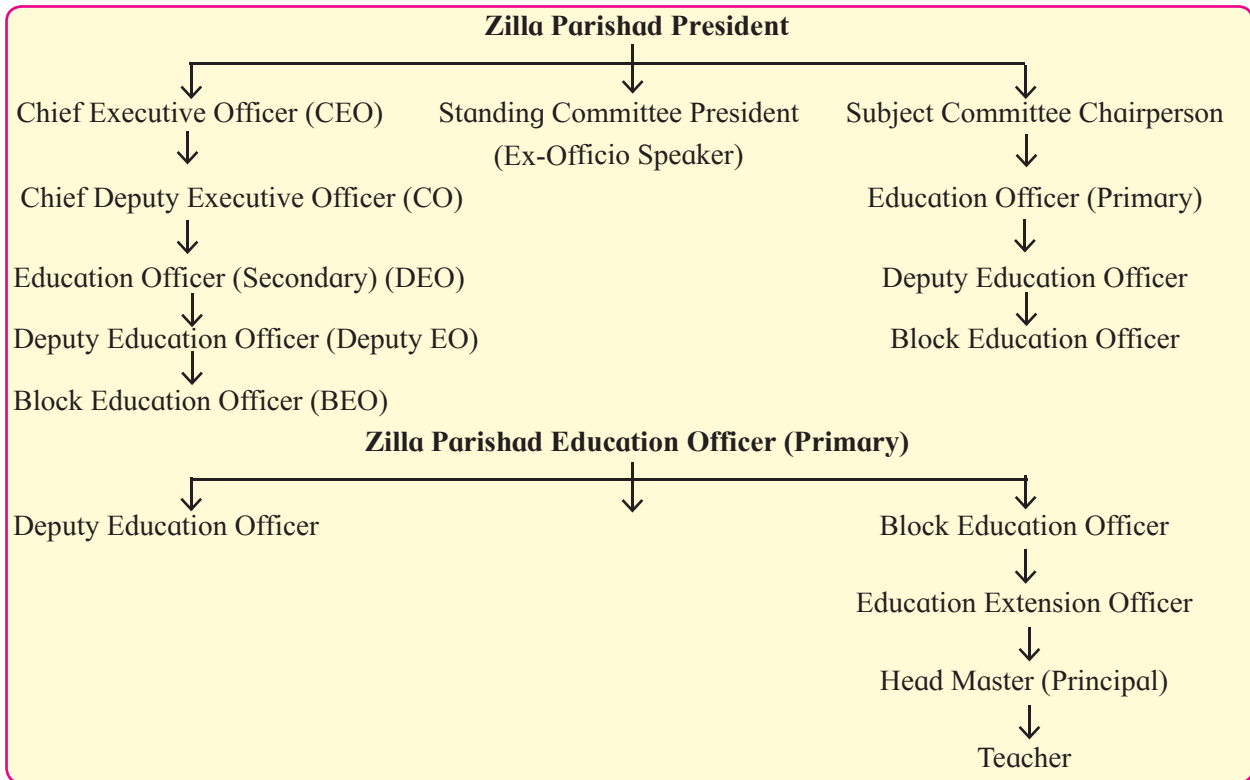 Zilla Parishad President
Chief Executive Officer (CEO) Standing Committee President Subject Committee Chairperson
(Ex-Officio Speaker)
Chief Deputy Executive Officer (CO) Education Officer (Primary)
Education Officer (Secondary) (DEO) Deputy Education Officer
Deputy Education Officer (Deputy EO) Block Education Officer
Block Education Officer (BEO)
Zilla Parishad Education Officer (Primary)
Deputy Education Officer Block Education Officer
Education Extension Officer
Head Master (Principal)
Teacher